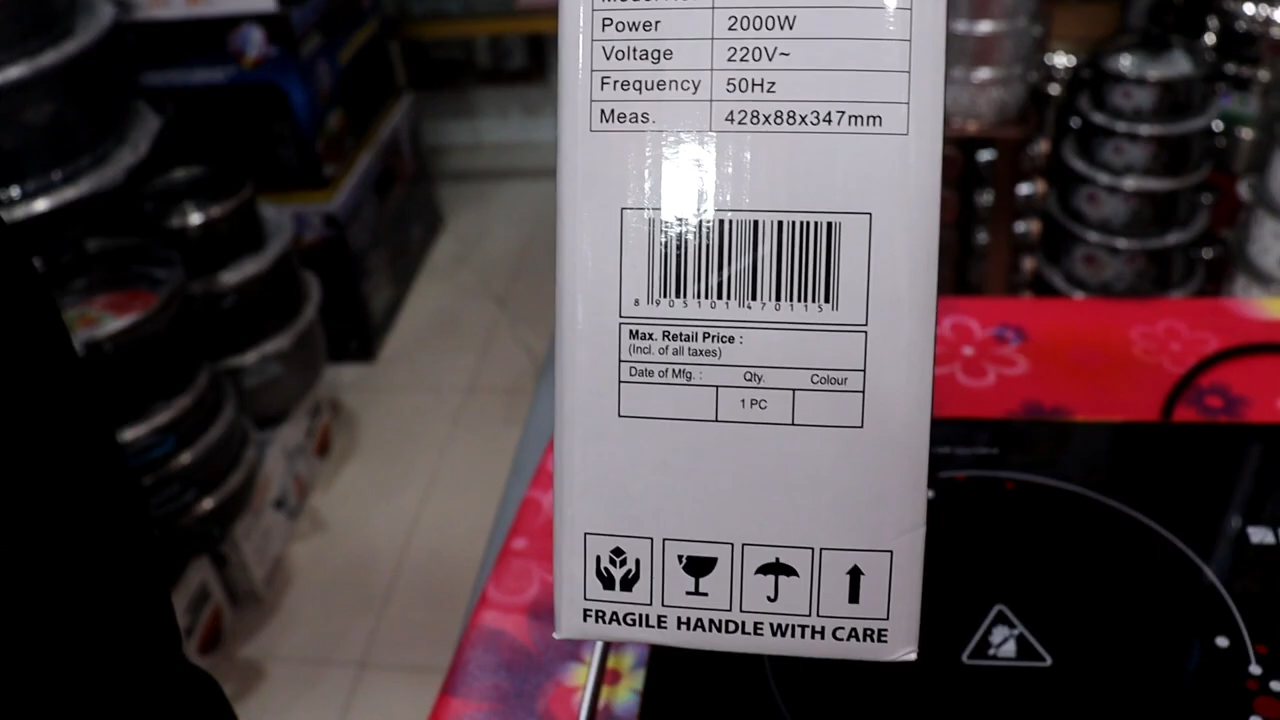 Power 2000W
Voltage 220V~
Frequency 50Hz
Meas. 428x88x347mm
8 905101 470115
Max. Retail Price :
(Incl. of all taxes)
Date of Mfg. : Qty. Colour
1 PC
FRAGILE HANDLE WITH CARE